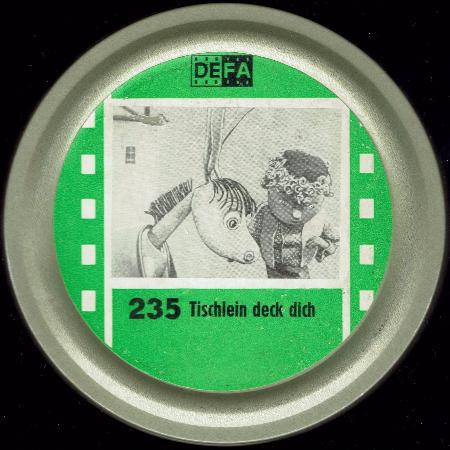 DEFA
235 Tischlein deck dich